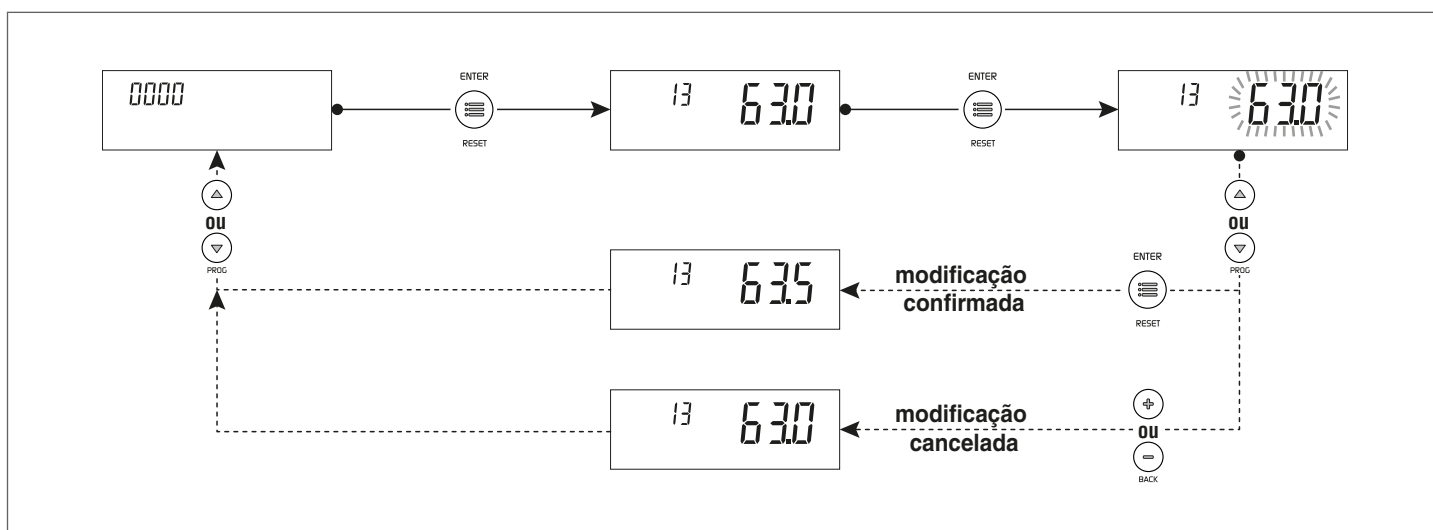 0000
ENTER
RESET
13 63.0
ENTER
RESET
13 63.0
ou
PROG
ou
PROG
13 63.5
modificação
confirmada
ENTER
RESET
13 63.0
modificação
cancelada
ou
BACK